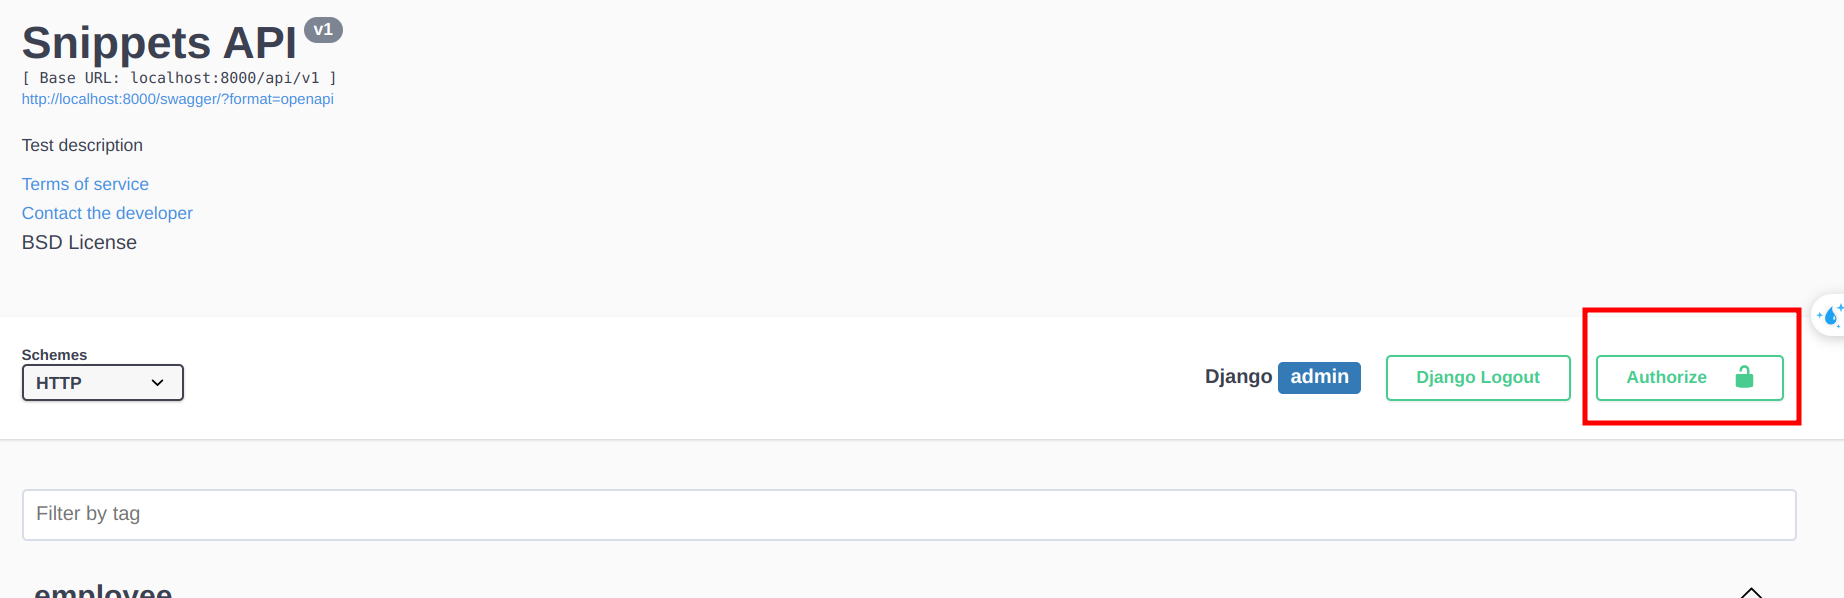 Snippets API v1
[ Base URL: localhost:8000/api/v1 ]
http://localhost:8000/swagger/?format=openapi
Test description
Terms of service
Contact the developer
BSD License
Schemes
HTTP
Django admin
Django Logout
Authorize
Filter by tag
employee